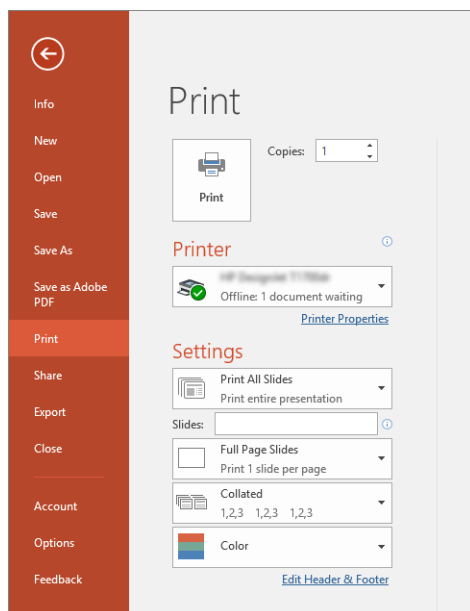 Info
New
Open
Save
Save As
Save as Adobe
PDF
Print
Share
Export
Close
Account
Options
Feedback
Print
Copies: 1
Print
Printer
Offline: 1 document waiting
Printer Properties
Settings
Print All Slides
Print entire presentation
Slides:
Full Page Slides
Print 1 slide per page
Collated
1,2,3 1,2,3 1,2,3
Color
Edit Header & Footer